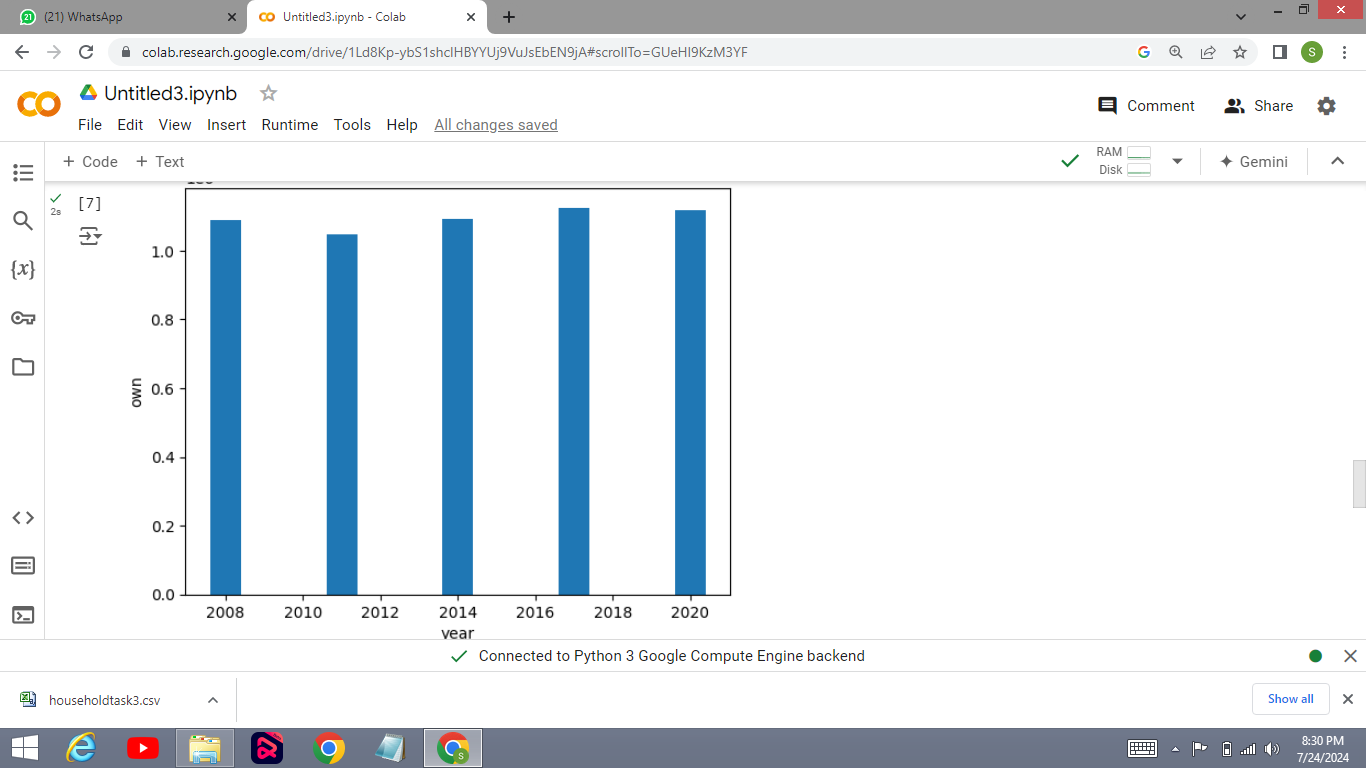 (21) WhatsApp
Untitled3.ipynb - Colab
colab.research.google.com/drive/1Ld8Kp-ybS1shcIHBYYUj9VuJsEbEN9jA#scrollTo=GUeHI9KzM3YF
S
Untitled3.ipynb
Comment
Share
File Edit View Insert Runtime Tools Help All changes saved
+ Code + Text
RAM
Disk
Gemini
2s
[7]
{x}
1.0
0.8
0.6
0.4
0.2
0.0
own
2008 2010 2012 2014 2016 2018 2020
year
Connected to Python 3 Google Compute Engine backend
householdtask3.csv
Show all
8:30 PM
7/24/2024